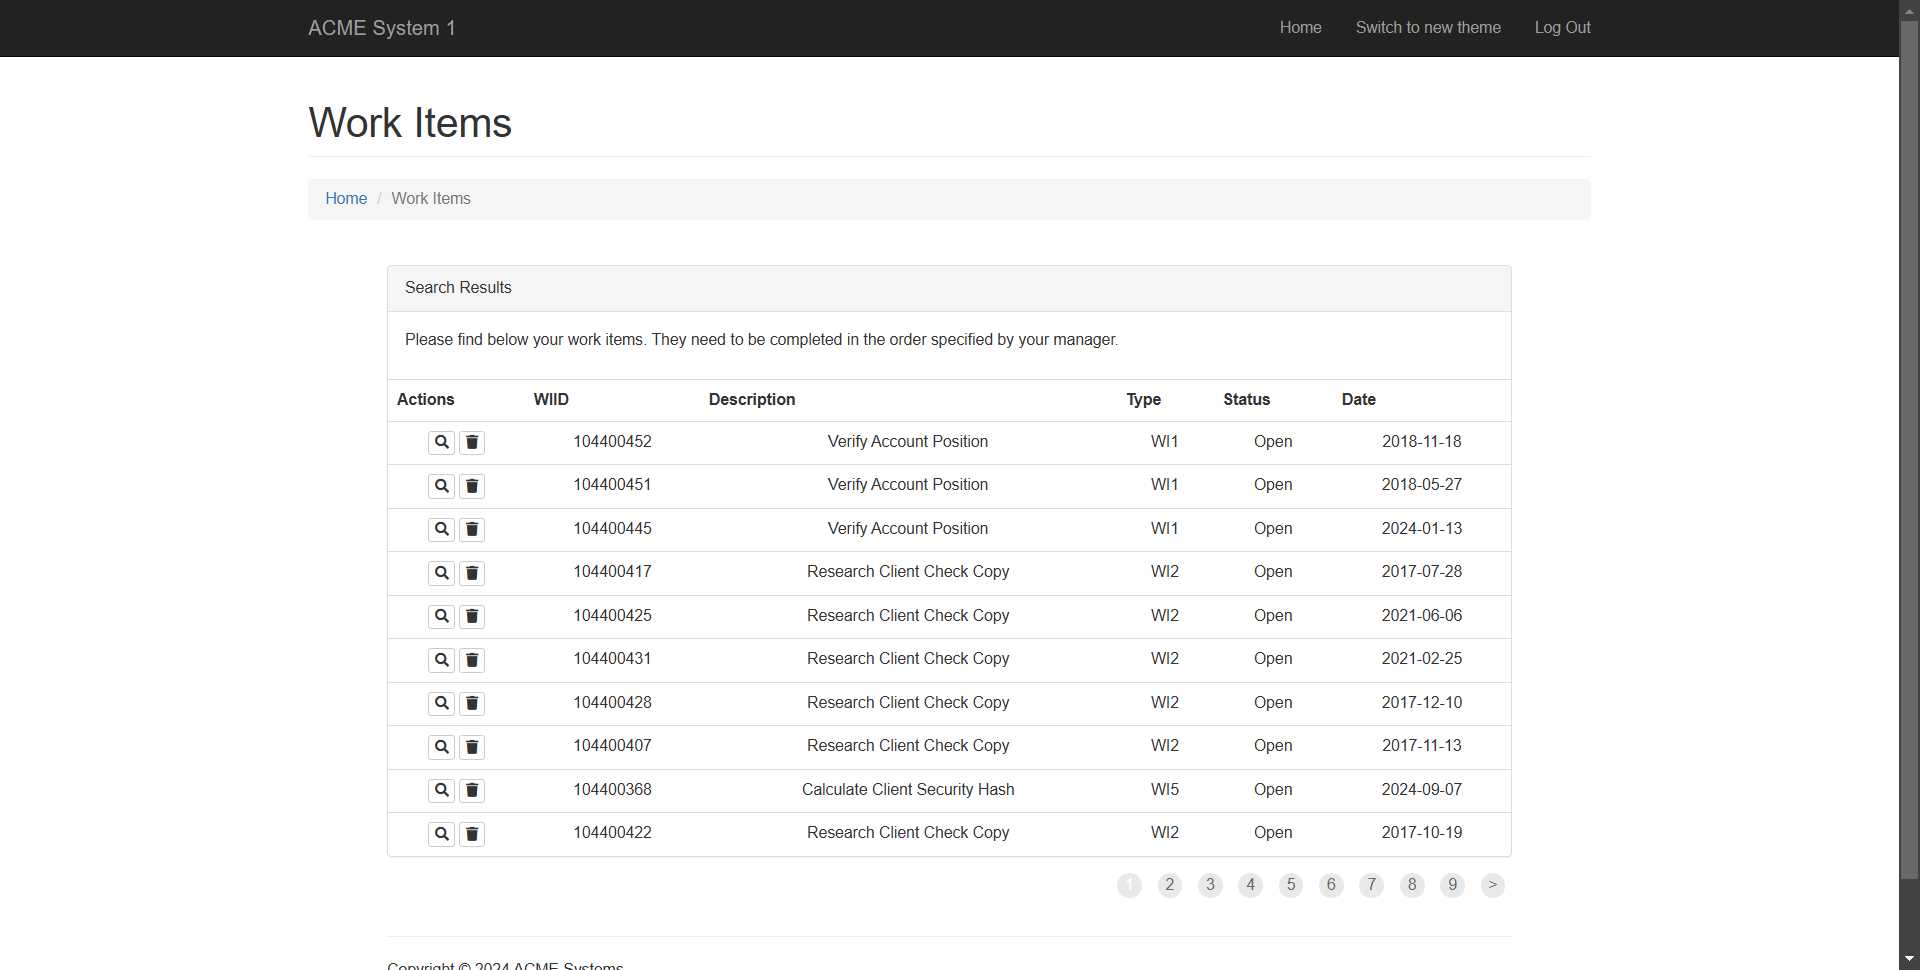 ACME System 1 Home Switch to new theme Log Out
Work Items
Home / Work Items
Search Results
Please find below your work items. They need to be completed in the order specified by your manager.
Actions WIID Description Type Status Date
104400452 Verify Account Position WI1 Open 2018-11-18
104400451 Verify Account Position WI1 Open 2018-05-27
104400445 Verify Account Position WI1 Open 2024-01-13
104400417 Research Client Check Copy WI2 Open 2017-07-28
104400425 Research Client Check Copy WI2 Open 2021-06-06
104400431 Research Client Check Copy WI2 Open 2021-02-25
104400428 Research Client Check Copy WI2 Open 2017-12-10
104400407 Research Client Check Copy WI2 Open 2017-11-13
104400368 Calculate Client Security Hash WI5 Open 2024-09-07
104400422 Research Client Check Copy WI2 Open 2017-10-19
1 2 3 4 5 6 7 8 9 >
Copyright © 2024 ACME Systems